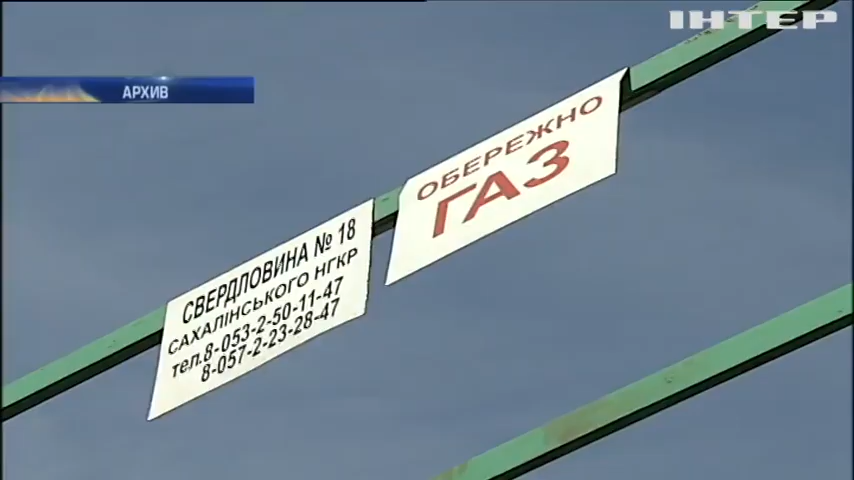 ІНТЕР
АРХИВ
ОБЕРЕЖНО
ГАЗ
СВЕРДЛОВИНА № 18
САХАЛІНСЬКОГО НГКР
тел.8-053-2-50-11-47
8-057-2-23-28-47